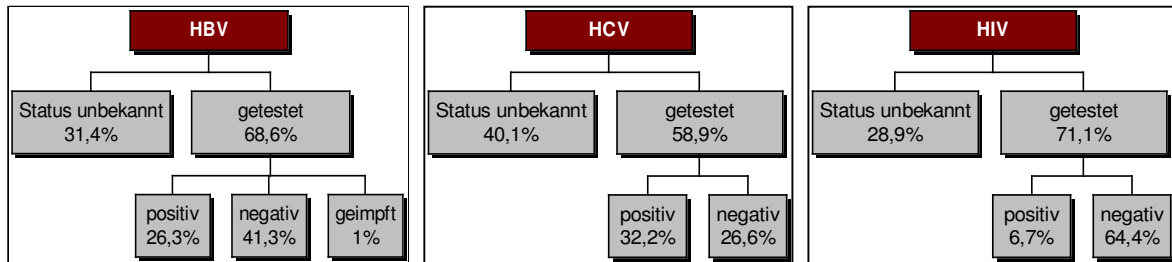 HBV
Status unbekannt
31,4%
getestet
68,6%
positiv
26,3%
negativ
41,3%
geimpft
1%
HCV
Status unbekannt
40,1%
getestet
58,9%
positiv
32,2%
negativ
26,6%
HIV
Status unbekannt
28,9%
getestet
71,1%
positiv
6,7%
negativ
64,4%